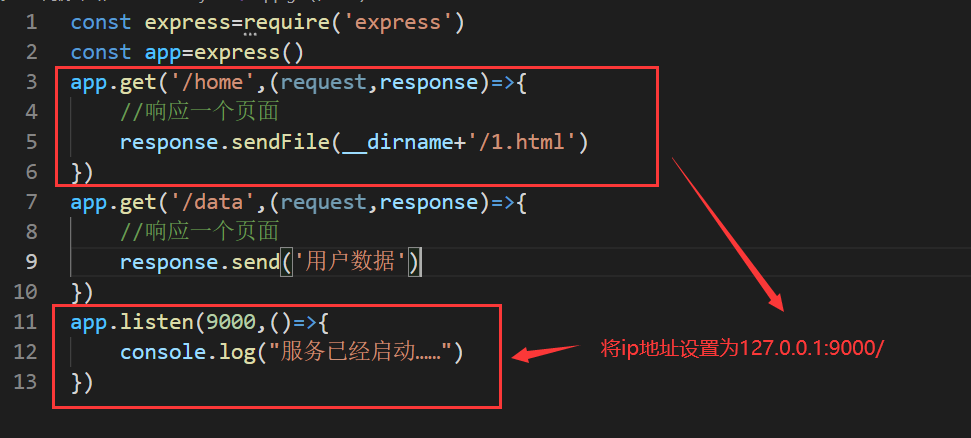 1 const express=require('express')
2 const app=express()
3 app.get('/home',(request,response)=>{
4 //响应一个页面
5 response.sendFile(__dirname+'/1.html')
6 })
7 app.get('/data',(request,response)=>{
8 //响应一个页面
9 response.send('用户数据')
10 })
11 app.listen(9000,()=>{
12 console.log("服务已经启动……")
将ip地址设置为127.0.0.1:9000/
13 })